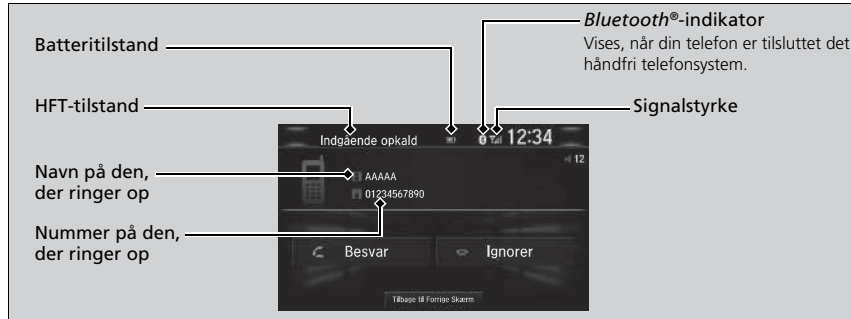 Bluetooth®-indikator
Vises, når din telefon er tilsluttet det
håndfri telefonsystem.
Batteritilstand
HFT-tilstand
Signalstyrke
Indgående opkald
12:34
12
Navn på den,
der ringer op
AAAAA
01234567890
Nummer på den,
der ringer op
Besvar
Ignorer
Tilbage til Forrige Skærm